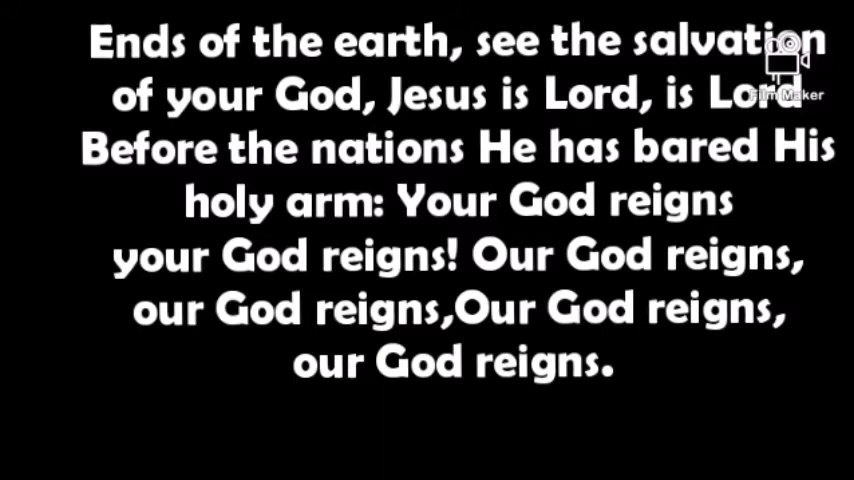 Ends of the earth, see the salvation
of your God, Jesus is Lord, is Lord
Before the nations He has bared His
holy arm: Your God reigns
your God reigns! Our God reigns,
our God reigns,Our God reigns,
our God reigns.
Film Maker